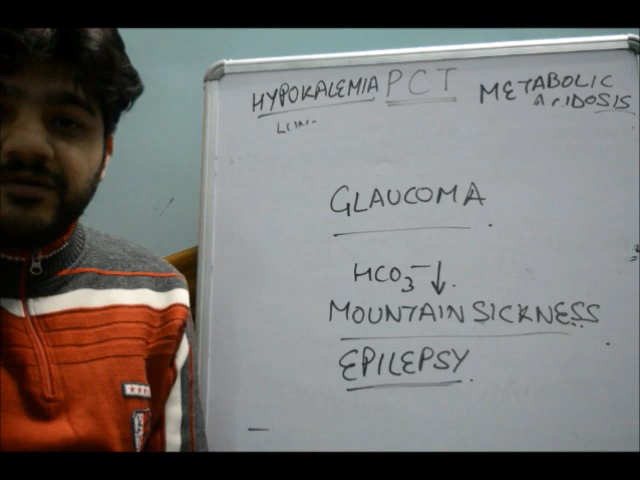 HYPOKALEMIA PCT METABOLIC
ACIDOSIS
GLAUCOMA
HCO3- ↓
MOUNTAIN SICKNESS
EPILEPSY